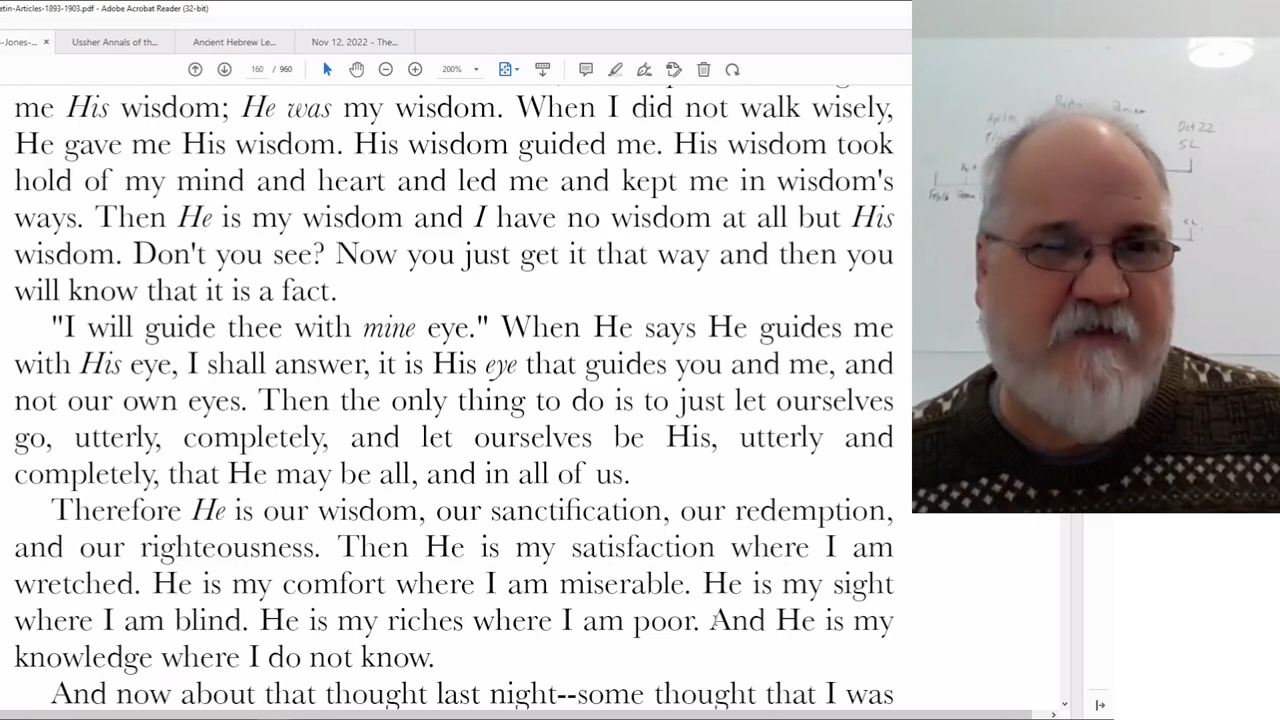 etin-Articles-1893-1903.pdf - Adobe Acrobat Reader (32-bit)
-Jones-... × Ussher Annals of th... Ancient Hebrew Le... Nov 12, 2022 - The...
160 / 960 200%
me His wisdom; He was my wisdom. When I did not walk wisely,
He gave me His wisdom. His wisdom guided me. His wisdom took
hold of my mind and heart and led me and kept me in wisdom's
ways. Then He is my wisdom and I have no wisdom at all but His
wisdom. Don't you see? Now you just get it that way and then you
will know that it is a fact.
"I will guide thee with mine eye." When He says He guides me
with His eye, I shall answer, it is His eye that guides you and me, and
not our own eyes. Then the only thing to do is to just let ourselves
go, utterly, completely, and let ourselves be His, utterly and
completely, that He may be all, and in all of us.
Therefore He is our wisdom, our sanctification, our redemption,
and our righteousness. Then He is my satisfaction where I am
wretched. He is my comfort where I am miserable. He is my sight
where I am blind. He is my riches where I am poor. And He is my
knowledge where I do not know.
And now about that thought last night--some thought that I was
Oct 22
SL